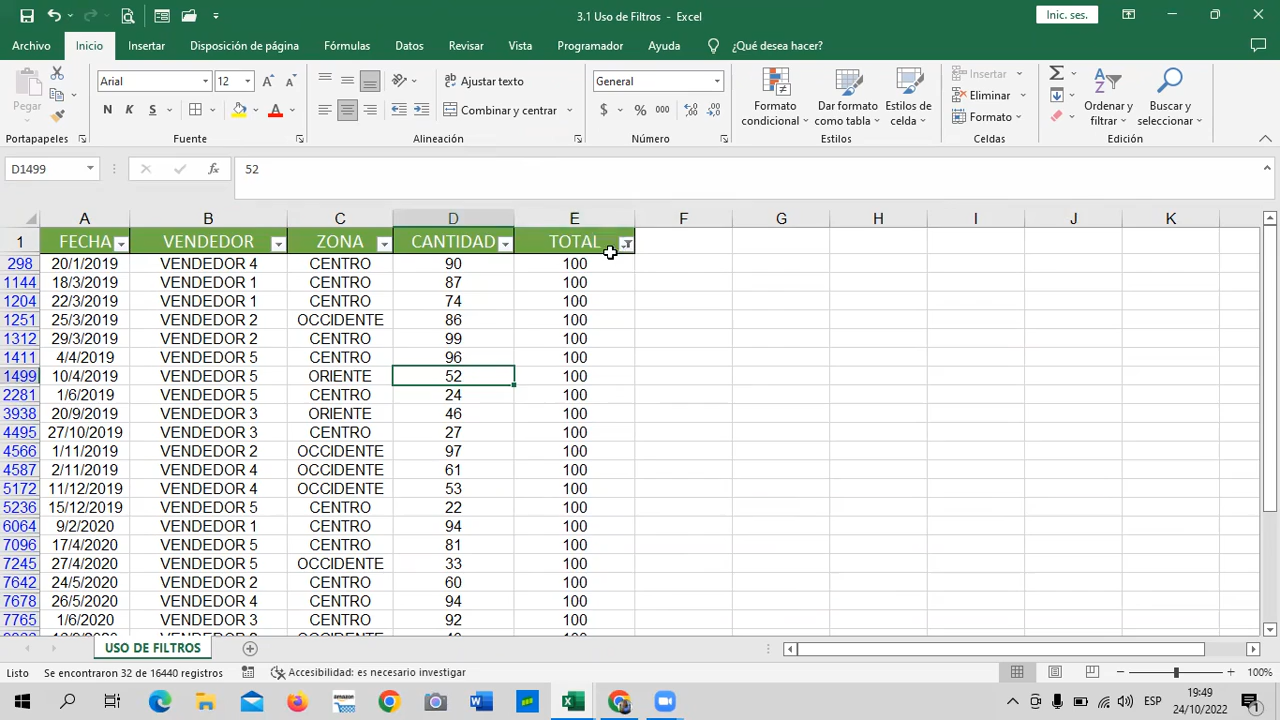 3.1 Uso de Filtros - Excel
Inic. ses.
Archivo Inicio Insertar Disposición de página Fórmulas Datos Revisar Vista Programador Ayuda ¿Qué desea hacer?
Pegar
Arial 12
N K S
Ajustar texto
Combinar y centrar
General
$ % 000
Formato condicional
Dar formato como tabla
Estilos de celda
Insertar
Eliminar
Formato
Ordenar y filtrar
Buscar y seleccionar
Portapapeles Fuente Alineación Número Estilos Celdas Edición
D1499 fx 52
A B C D E F G H I J K
1 FECHA VENDEDOR ZONA CANTIDAD TOTAL
298 20/1/2019 VENDEDOR 4 CENTRO 90 100
1144 18/3/2019 VENDEDOR 1 CENTRO 87 100
1204 22/3/2019 VENDEDOR 1 CENTRO 74 100
1251 25/3/2019 VENDEDOR 2 OCCIDENTE 86 100
1312 29/3/2019 VENDEDOR 2 CENTRO 99 100
1411 4/4/2019 VENDEDOR 5 CENTRO 96 100
1499 10/4/2019 VENDEDOR 5 ORIENTE 52 100
2281 1/6/2019 VENDEDOR 5 CENTRO 24 100
3938 20/9/2019 VENDEDOR 3 ORIENTE 46 100
4495 27/10/2019 VENDEDOR 3 CENTRO 27 100
4566 1/11/2019 VENDEDOR 2 OCCIDENTE 97 100
4587 2/11/2019 VENDEDOR 4 OCCIDENTE 61 100
5172 11/12/2019 VENDEDOR 4 OCCIDENTE 53 100
5236 15/12/2019 VENDEDOR 5 CENTRO 22 100
6064 9/2/2020 VENDEDOR 1 CENTRO 94 100
7096 17/4/2020 VENDEDOR 5 CENTRO 81 100
7245 27/4/2020 VENDEDOR 5 OCCIDENTE 33 100
7642 24/5/2020 VENDEDOR 2 CENTRO 60 100
7678 26/5/2020 VENDEDOR 4 CENTRO 94 100
7765 1/6/2020 VENDEDOR 3 CENTRO 92 100
USO DE FILTROS
Listo Se encontraron 32 de 16440 registros Accesibilidad: es necesario investigar 100%
ESP
19:49
24/10/2022